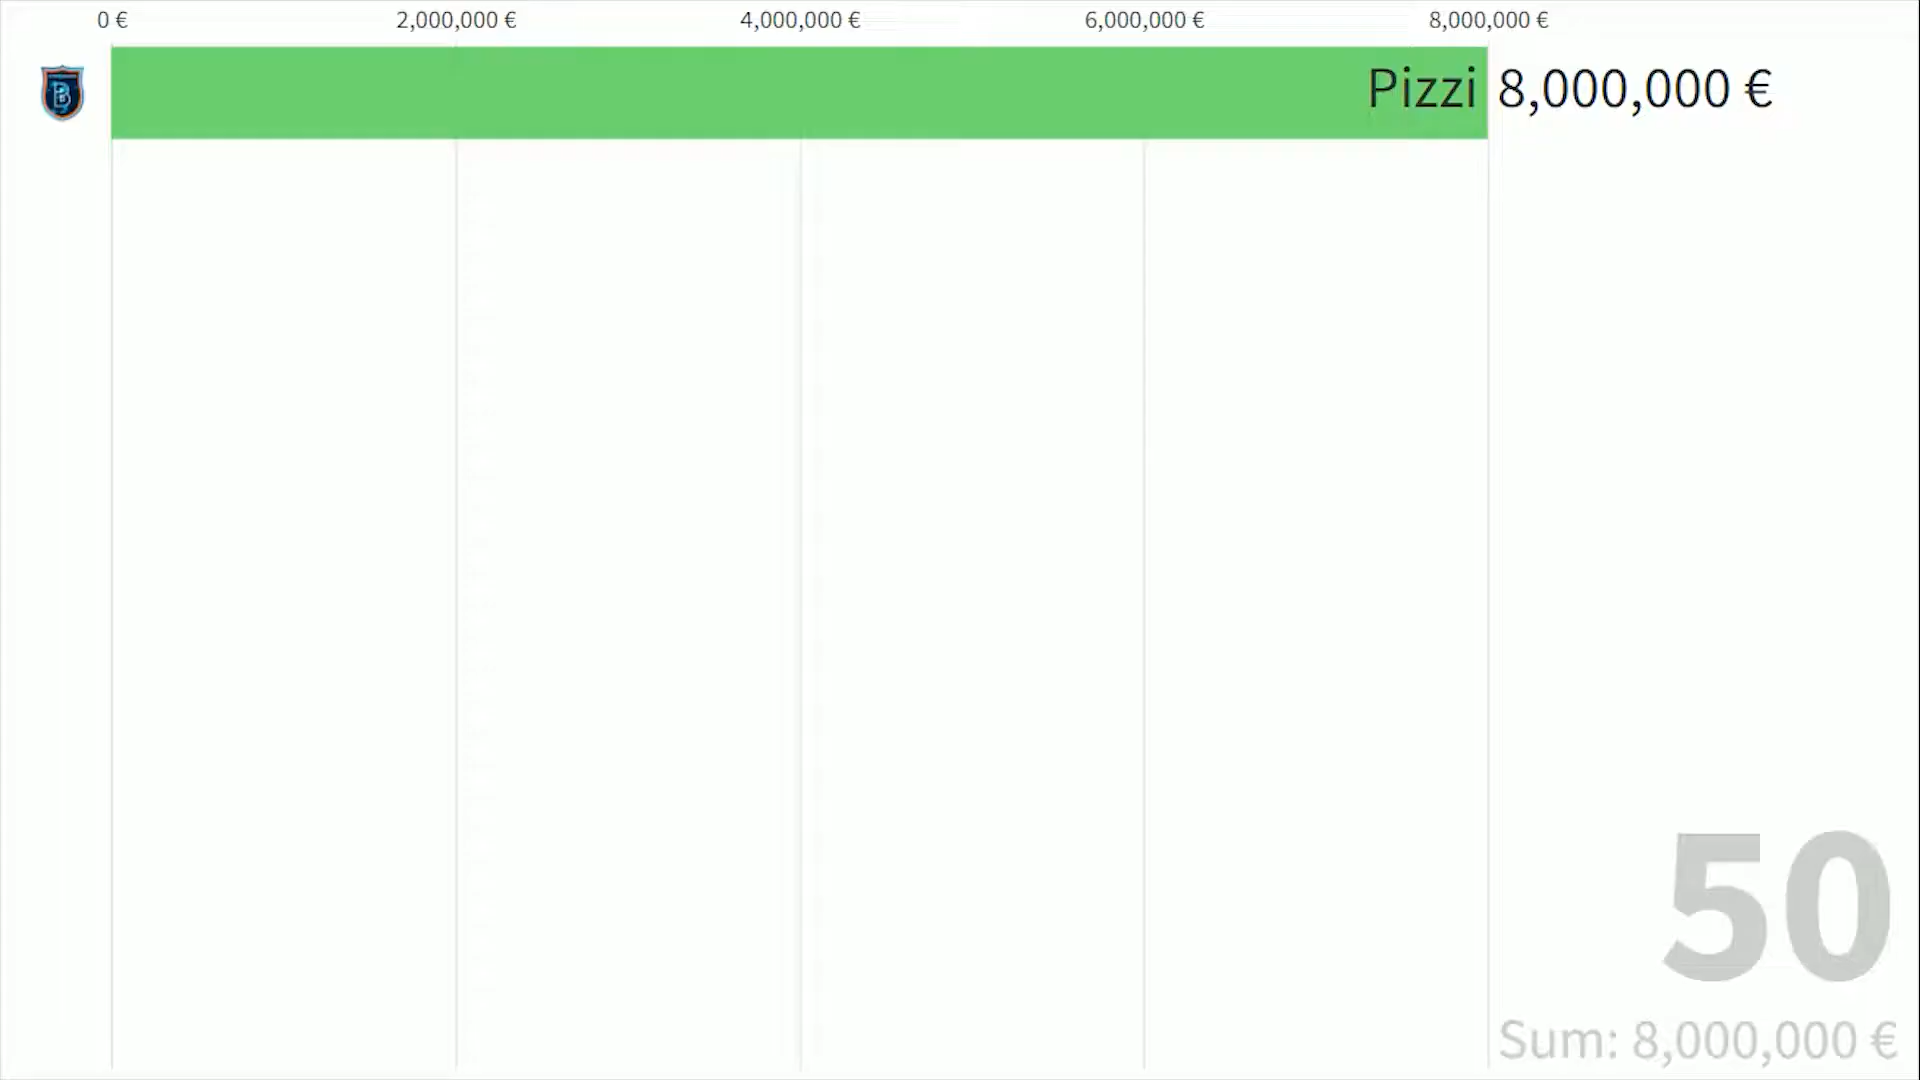 0 € 2,000,000 € 4,000,000 € 6,000,000 € 8,000,000 €
Pizzi 8,000,000 €
50
Sum: 8,000,000 €